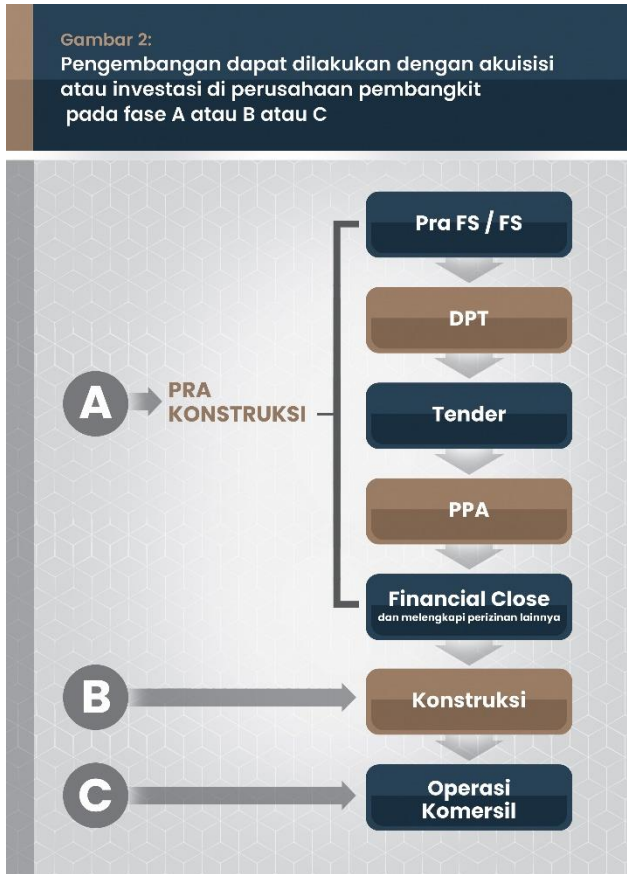 Gambar 2:
Pengembangan dapat dilakukan dengan akuisisi
atau investasi di perusahaan pembangkit
pada fase A atau B atau C
Pra FS / FS
DPT
A
PRA
KONSTRUKSI
Tender
PPA
Financial Close
dan melengkapi perizinan lainnya
B
Konstruksi
C
Operasi
Komersil